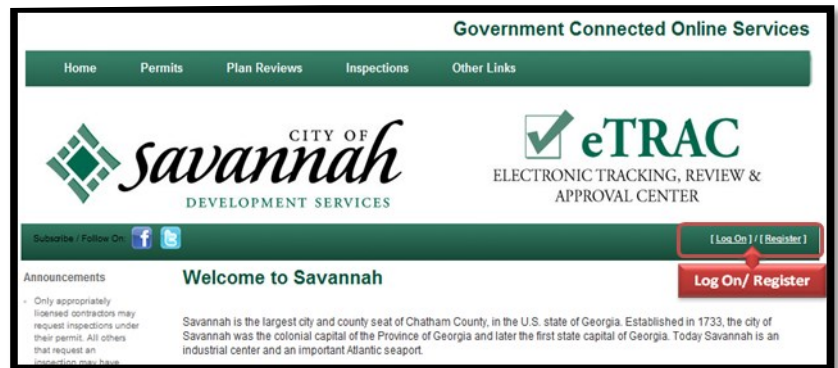 Government Connected Online Services
Home Permits Plan Reviews Inspections Other Links
CITY OF
Savannah
DEVELOPMENT SERVICES
eTRAC
ELECTRONIC TRACKING, REVIEW &
APPROVAL CENTER
Subscribe / Follow On:
[ Log On ] / [ Register ]
Log On/ Register
Announcements
Only appropriately
licensed contractors may
request inspections under
their permit. All others
that request an
inspection may have
Welcome to Savannah
Savannah is the largest city and county seat of Chatham County, in the U.S. state of Georgia. Established in 1733, the city of
Savannah was the colonial capital of the Province of Georgia and later the first state capital of Georgia. Today Savannah is an
industrial center and an important Atlantic seaport.